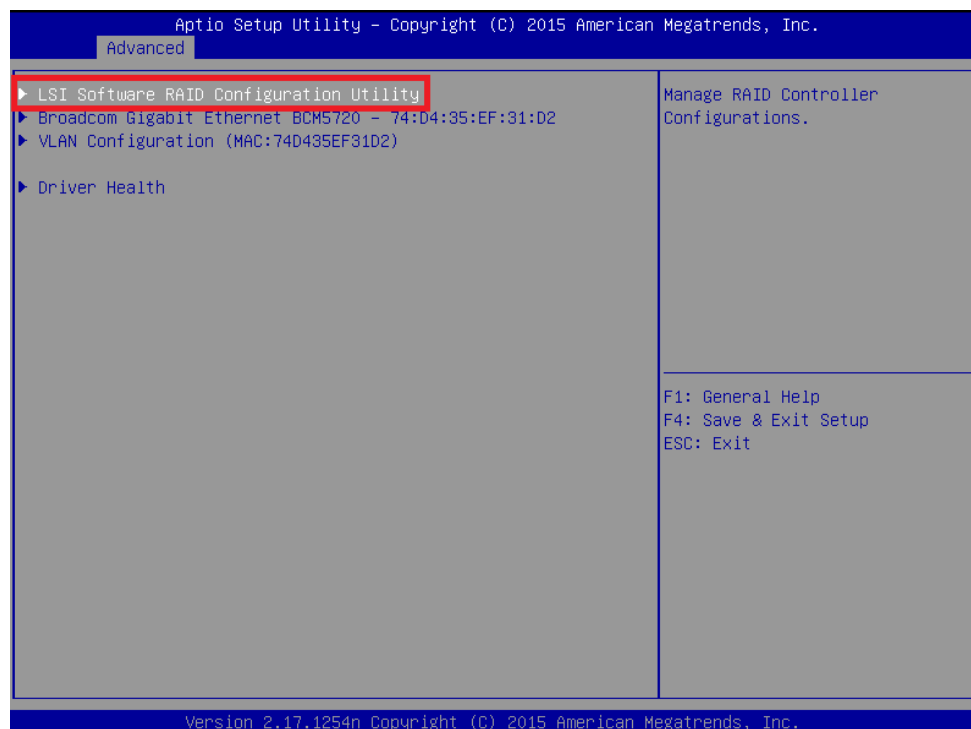 Aptio Setup Utility – Copyright (C) 2015 American Megatrends, Inc.
Advanced
▶ LSI Software RAID Configuration Utility
▶ Broadcom Gigabit Ethernet BCM5720 – 74:D4:35:EF:31:D2
▶ VLAN Configuration (MAC:74D435EF31D2)
▶ Driver Health
Manage RAID Controller
Configurations.
F1: General Help
F4: Save & Exit Setup
ESC: Exit
Version 2.17.1254n Copyright (C) 2015 American Megatrends, Inc.